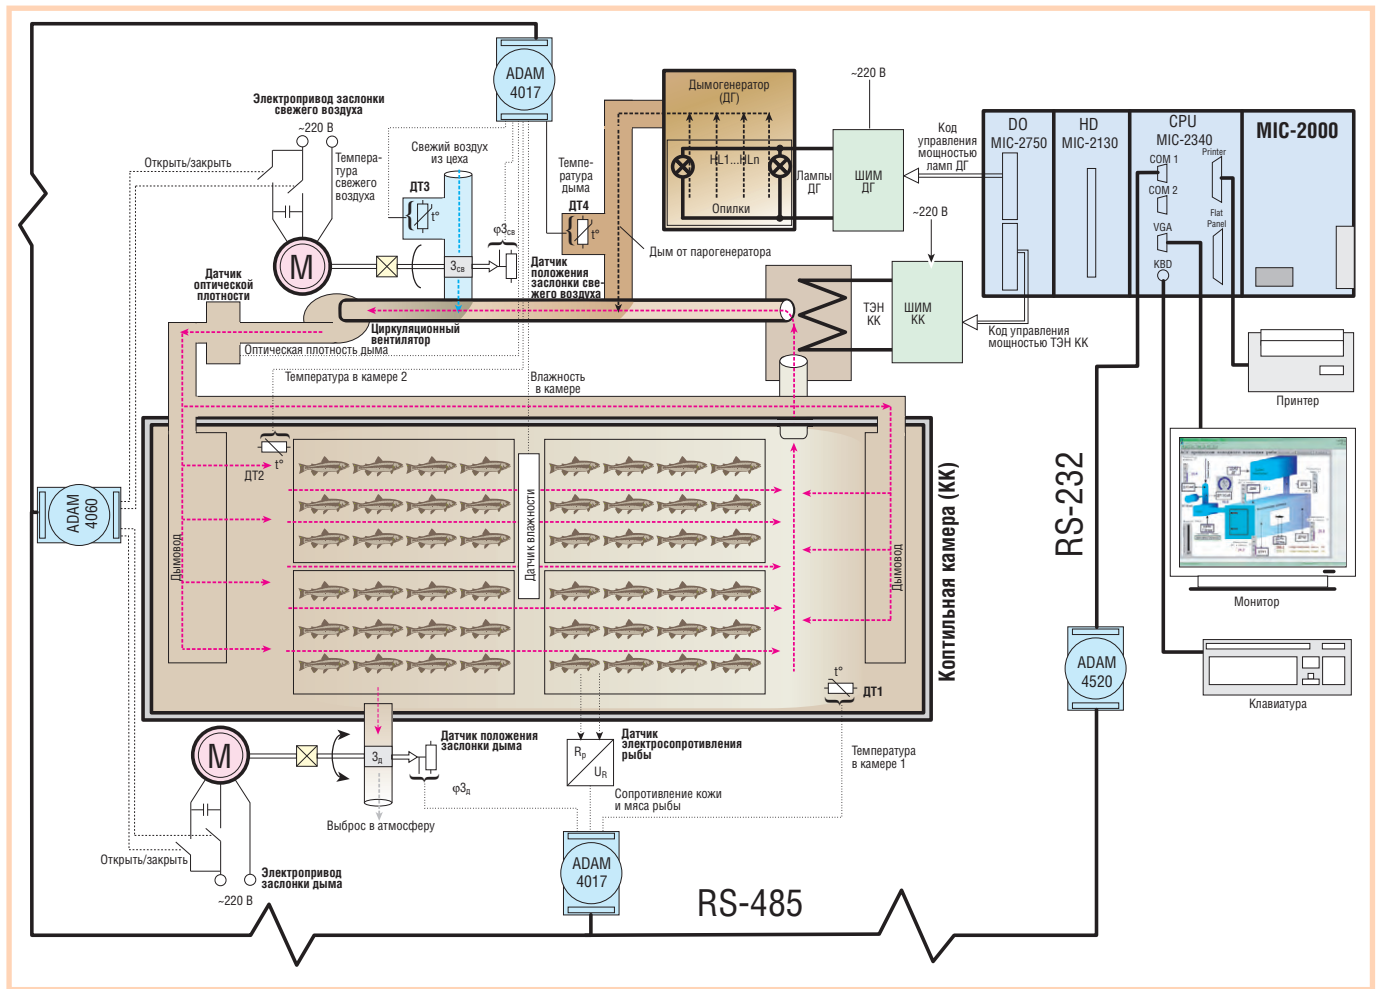 ADAM
4017
Электропривод заслонки
свежего воздуха
~220 В
Открыть/закрыть
Темпера-
тура
свежего
воздуха
Свежий воздух
из цеха
ДТ3
t°
φЗсв
М
Зсв
Датчик
положения
заслонки све-
жего воздуха
Темпе-
ратура
дыма
ДТ4
t°
Дымогенератор
(ДГ)
HL1...HLn
Опилки
Лампы
ДГ
~220 В
ШИМ
ДГ
Код
управления
мощностью
ламп ДГ
Дым от парогенератора
~220 В
ТЭН
КК
ШИМ
КК
Код управления
мощностью ТЭН КК
DO
MIC-2750
HD
MIC-2130
CPU
MIC-2340
COM 1
COM 2
VGA
KBD
Printer
Flat
Panel
MIC-2000
Принтер
Монитор
Клавиатура
Датчик
оптической
плотности
Циркуляционный
вентилятор
Оптическая плотность дыма
Температура в камере 2
Влажность
в камере
ДТ2
t°
Датчик влажности
Дымовод
Дымовод
Коптильная камера (КК)
ADAM
4060
RS-232
ADAM
4520
t°
ДТ1
Температура
в камере 1
М
Зд
Датчик положения
заслонки дыма
φЗд
Выброс в атмосферу
Rp
UR
Датчик
электросопротивления
рыбы
Сопротивление кожи
и мяса рыбы
Открыть/закрыть
Электропривод
заслонки дыма
~220 В
ADAM
4017
RS-485